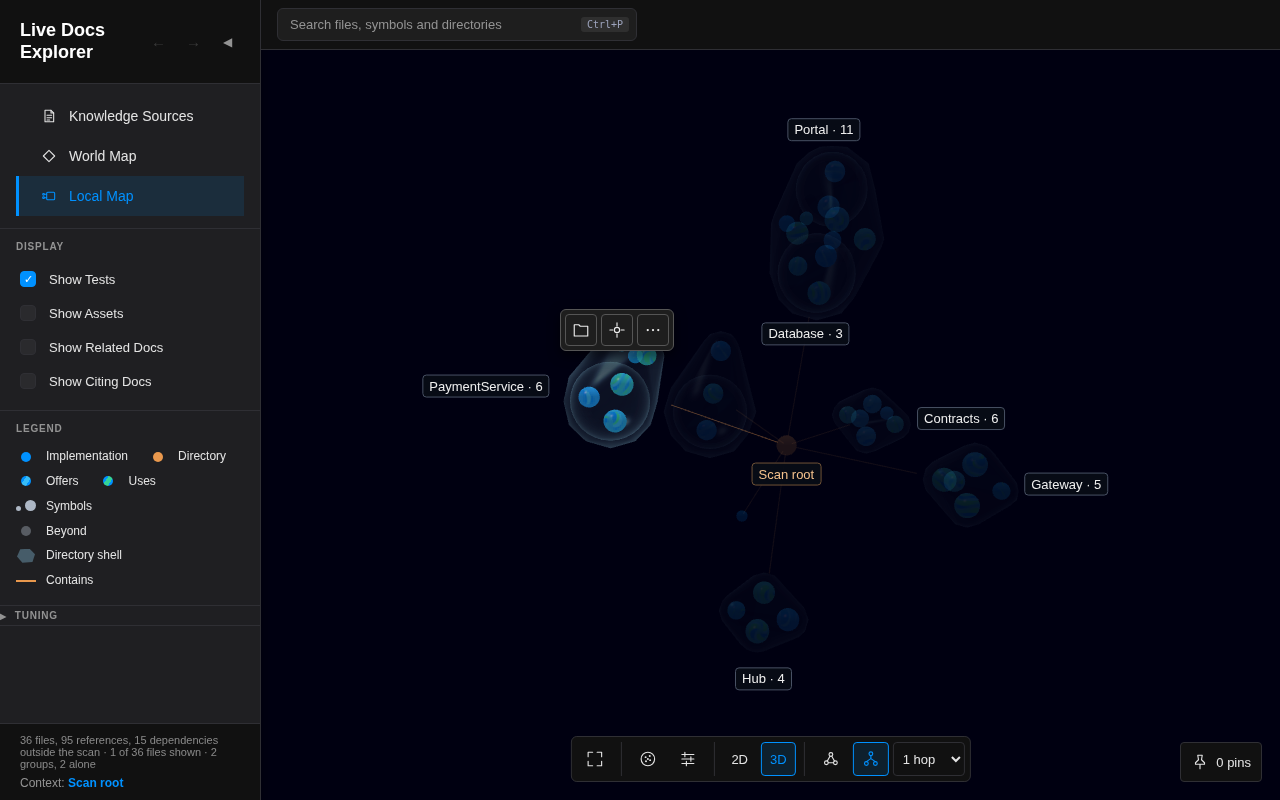 Live Docs
Explorer
Search files, symbols and directories
Ctrl+P
Knowledge Sources
World Map
Local Map
DISPLAY
Show Tests
Show Assets
Show Related Docs
Show Citing Docs
LEGEND
Implementation
Directory
Offers
Uses
Symbols
Beyond
Directory shell
Contains
TUNING
36 files, 95 references, 15 dependencies
outside the scan · 1 of 36 files shown · 2
groups, 2 alone
Context: Scan root
Portal · 11
Database · 3
PaymentService · 6
Contracts · 6
Scan root
Gateway · 5
Hub · 4
2D
3D
1 hop
0 pins